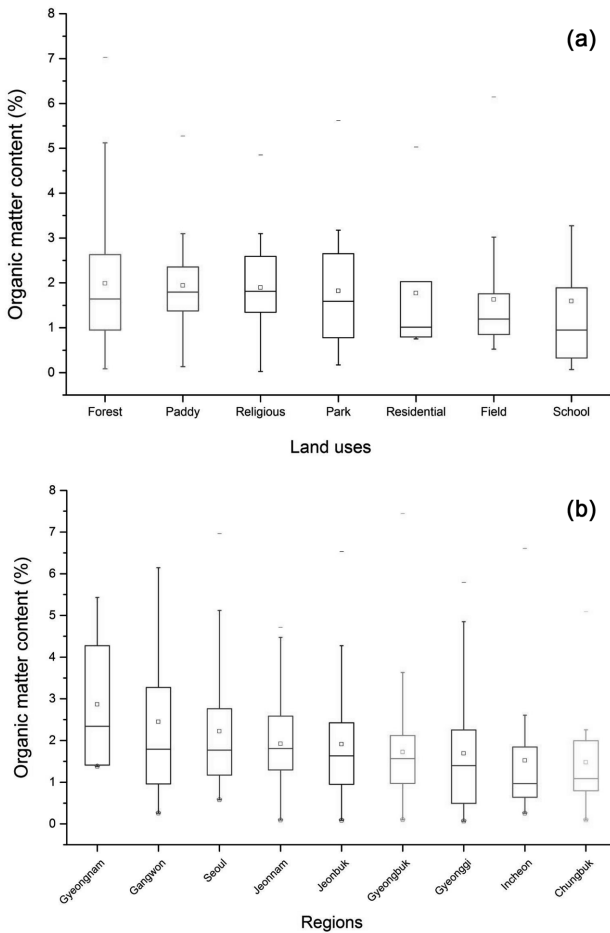 8
(a)
7
6
5
4
3
2
1
0
Organic matter content (%)
Forest Paddy Religious Park Residential Field School
Land uses
8
(b)
7
6
5
4
3
2
1
0
Organic matter content (%)
Gyeongnam Gangwon Seoul Jeonnam Jeonbuk Gyeongbuk Gyeonggi Incheon Chungbuk
Regions